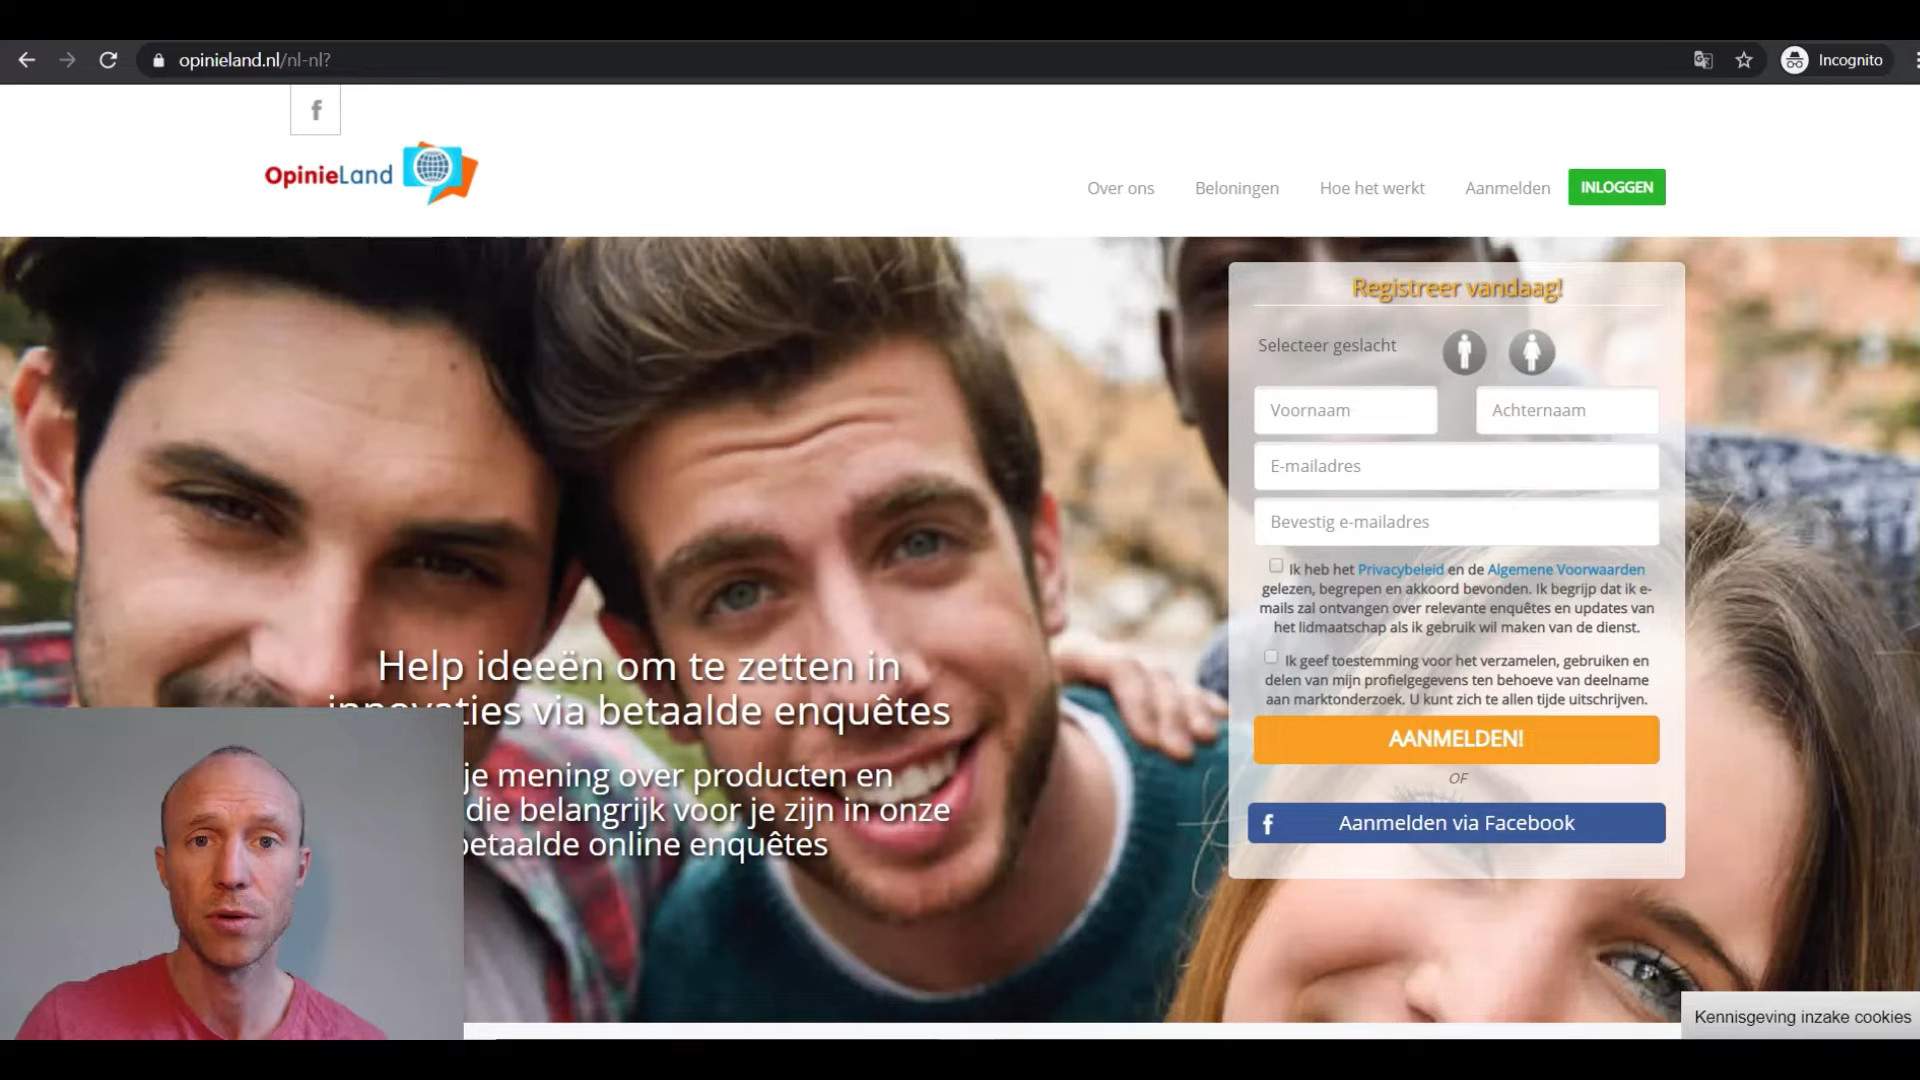 opinieland.nl/nl-nl?
Incognito
f
OpinieLand
Over ons
Beloningen
Hoe het werkt
Aanmelden
INLOGGEN
Help ideeën om te zetten in
innovaties via betaalde enquêtes
je mening over producten en
die belangrijk voor je zijn in onze
betaalde online enquêtes
Registreer vandaag!
Selecteer geslacht
Voornaam
Achternaam
E-mailadres
Bevestig e-mailadres
Ik heb het Privacybeleid en de Algemene Voorwaarden
gelezen, begrepen en akkoord bevonden. Ik begrijp dat ik e-
mails zal ontvangen over relevante enquêtes en updates van
het lidmaatschap als ik gebruik wil maken van de dienst.
Ik geef toestemming voor het verzamelen, gebruiken en
delen van mijn profielgegevens ten behoeve van deelname
aan marktonderzoek. U kunt zich te allen tijde uitschrijven.
AANMELDEN!
OF
f Aanmelden via Facebook
Kennisgeving inzake cookies